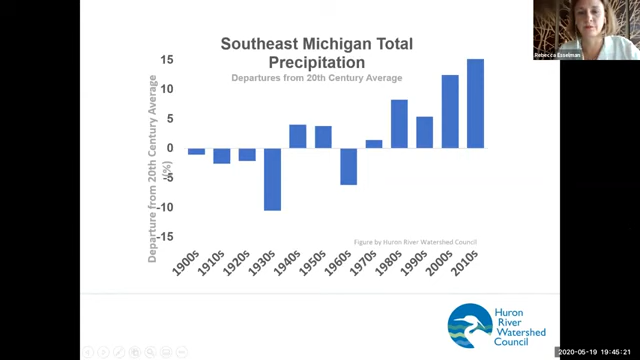 Southeast Michigan Total
Precipitation
Departures from 20th Century Average
Departure from 20th Century Average
(%)
15
10
5
0
-5
-10
-15
1900s
1910s
1920s
1930s
1940s
1950s
1960s
1970s
1980s
1990s
2000s
2010s
Figure by Huron River Watershed Council
Huron
River
Watershed
Council
Rebecca Esselman
2020-05-19 19:45:21